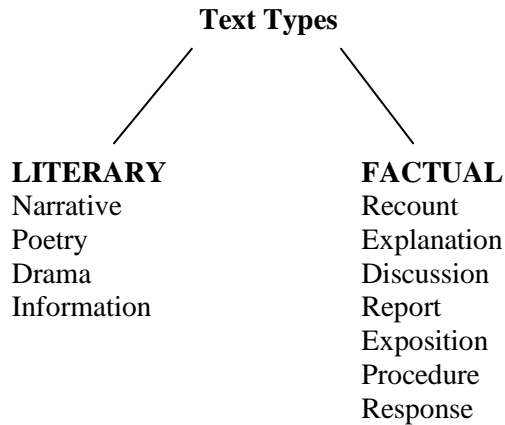 Text Types
LITERARY
Narrative
Poetry
Drama
Information
FACTUAL
Recount
Explanation
Discussion
Report
Exposition
Procedure
Response